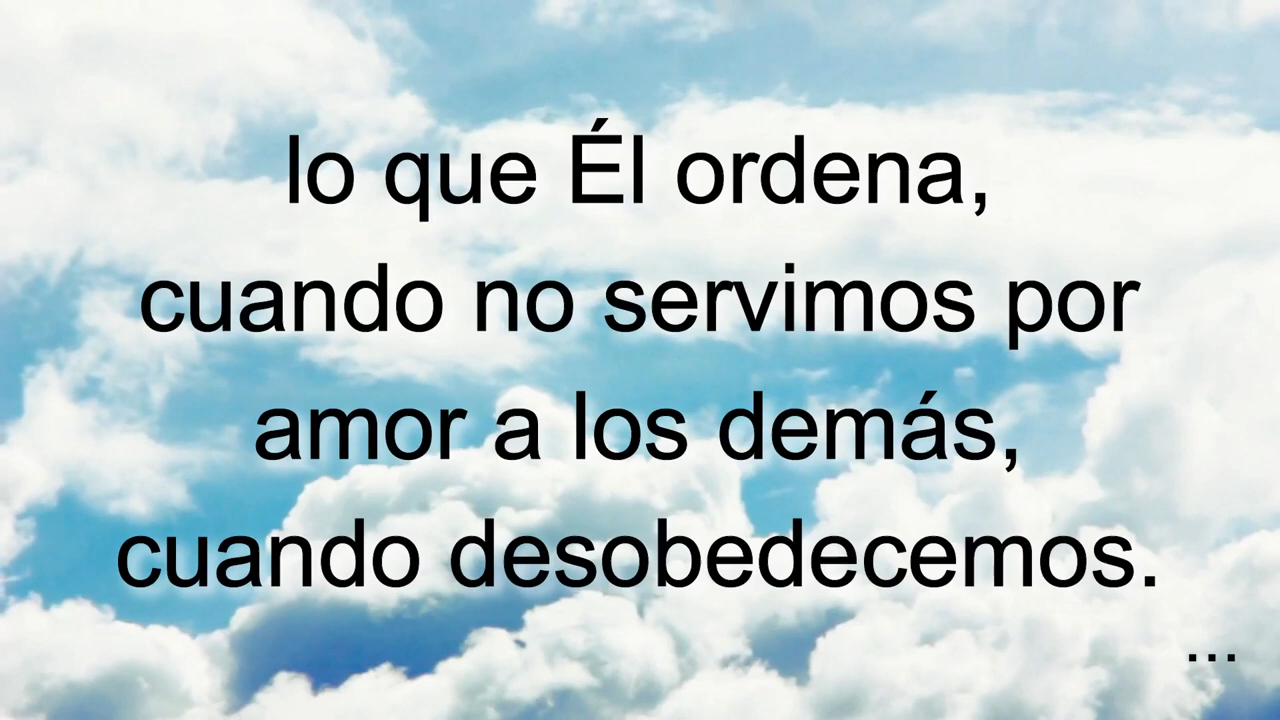 lo que Él ordena,
cuando no servimos por
amor a los demás,
cuando desobedecemos.
...